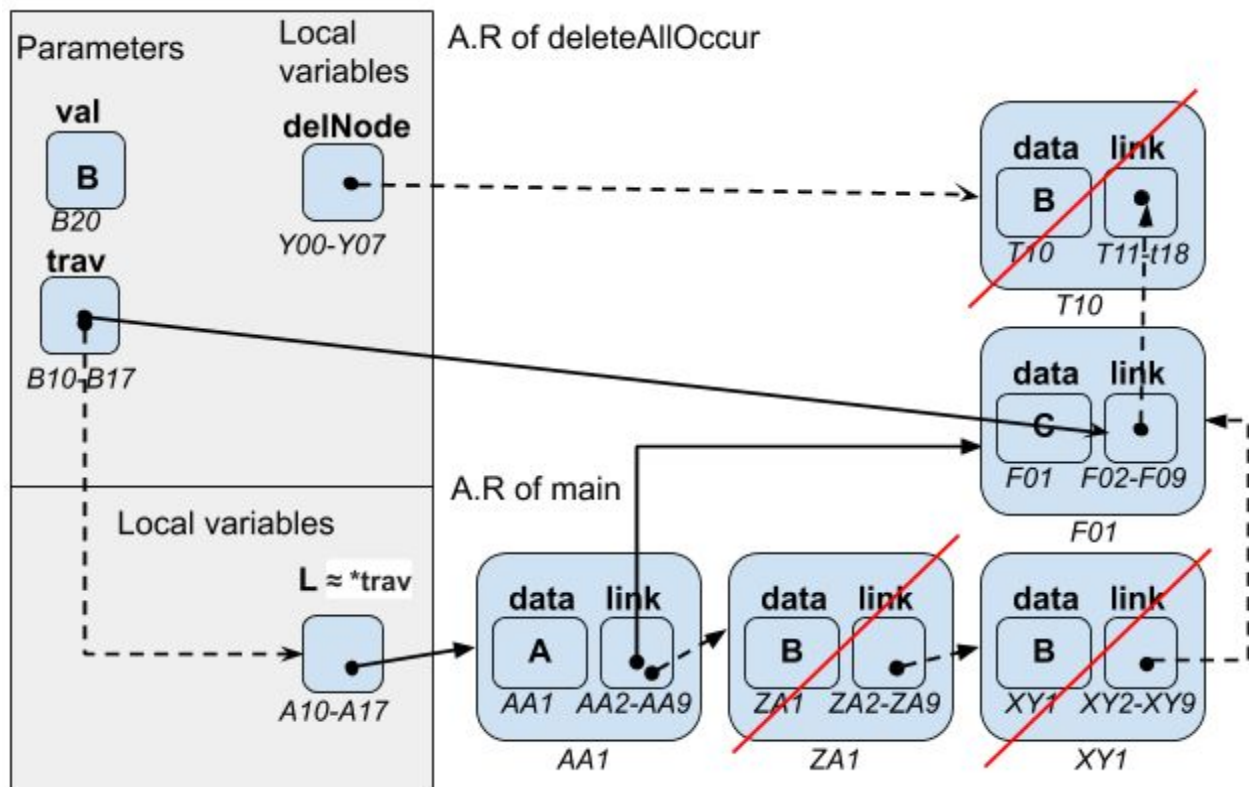 Parameters
Local
variables
A.R of deleteAllOccur
val
B
B20
delNode
Y00-Y07
trav
B10-B17
data link
B
T10 T11-t18
T10
data link
C
F01 F02-F09
F01
A.R of main
Local variables
L ≈ *trav
A10-A17
data link
A
AA1 AA2-AA9
AA1
data link
B
ZA1 ZA2-ZA9
ZA1
data link
B
XY1 XY2-XY9
XY1